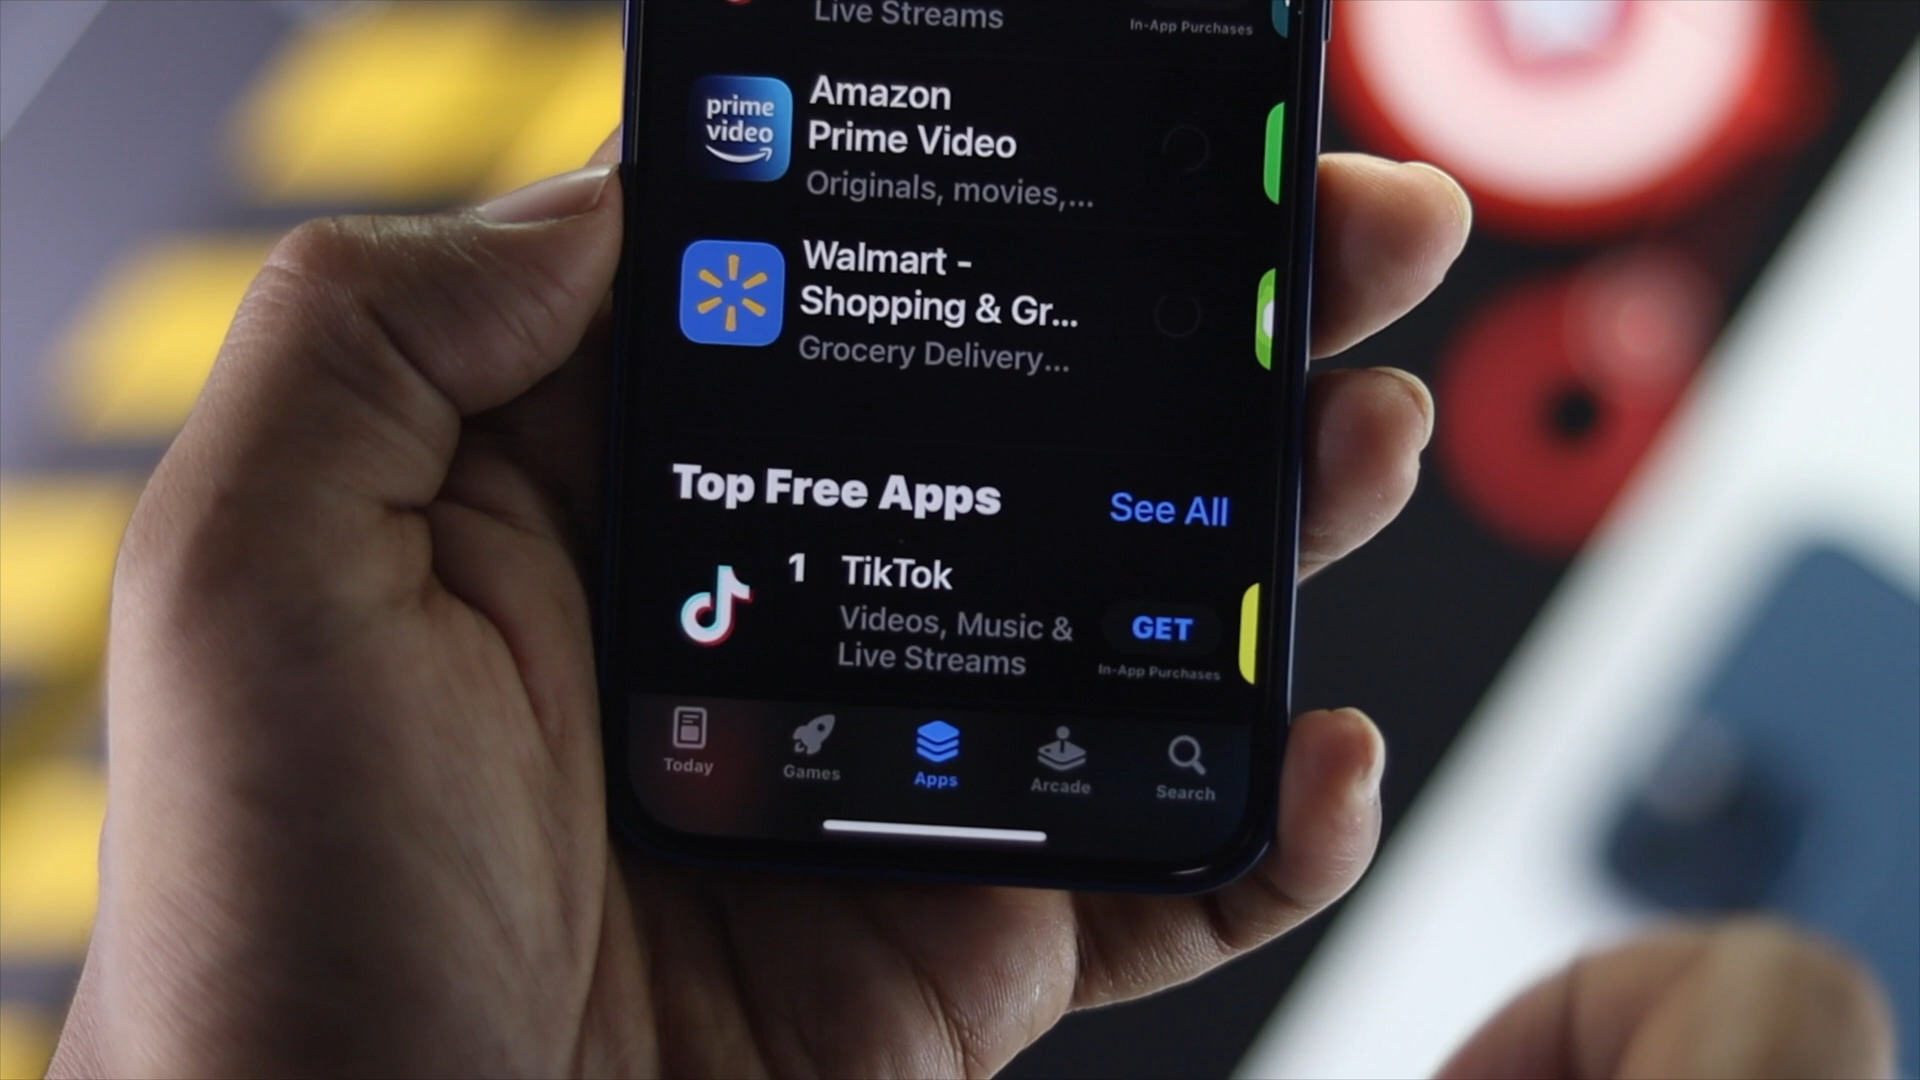 Live Streams
In-App Purchases
prime
video
Amazon
Prime Video
Originals, movies,...
Walmart -
Shopping & Gr...
Grocery Delivery...
Top Free Apps
See All
1
TikTok
Videos, Music &
Live Streams
GET
In-App Purchases
Today
Games
Apps
Arcade
Search